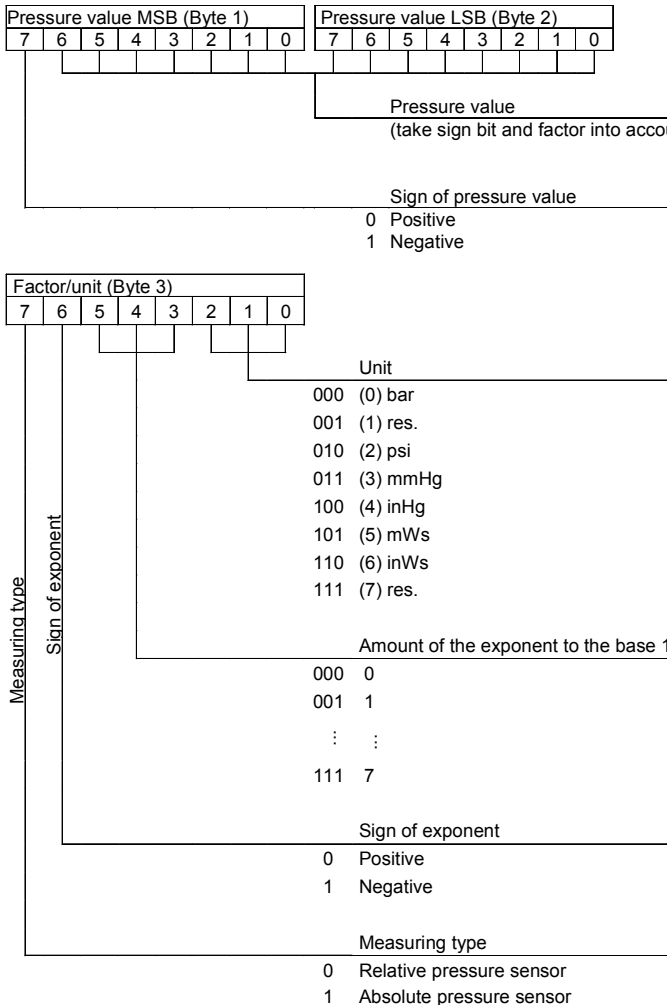 Pressure value MSB (Byte 1) Pressure value LSB (Byte 2)
7 6 5 4 3 2 1 0 7 6 5 4 3 2 1 0
Pressure value
(take sign bit and factor into
Sign of pressure value
0 Positive
1 Negative
Factor/unit (Byte 3)
7 6 5 4 3 2 1 0
Unit
000 (0) bar
001 (1) res.
010 (2) psi
011 (3) mmHg
100 (4) inHg
101 (5) mWs
110 (6) inWs
111 (7) res.
Measuring type
Sign of exponent
Amount of the exponent to the base
000 0
001 1
⋮ ⋮
111 7
Sign of exponent
0 Positive
1 Negative
Measuring type
0 Relative pressure sensor
1 Absolute pressure sensor